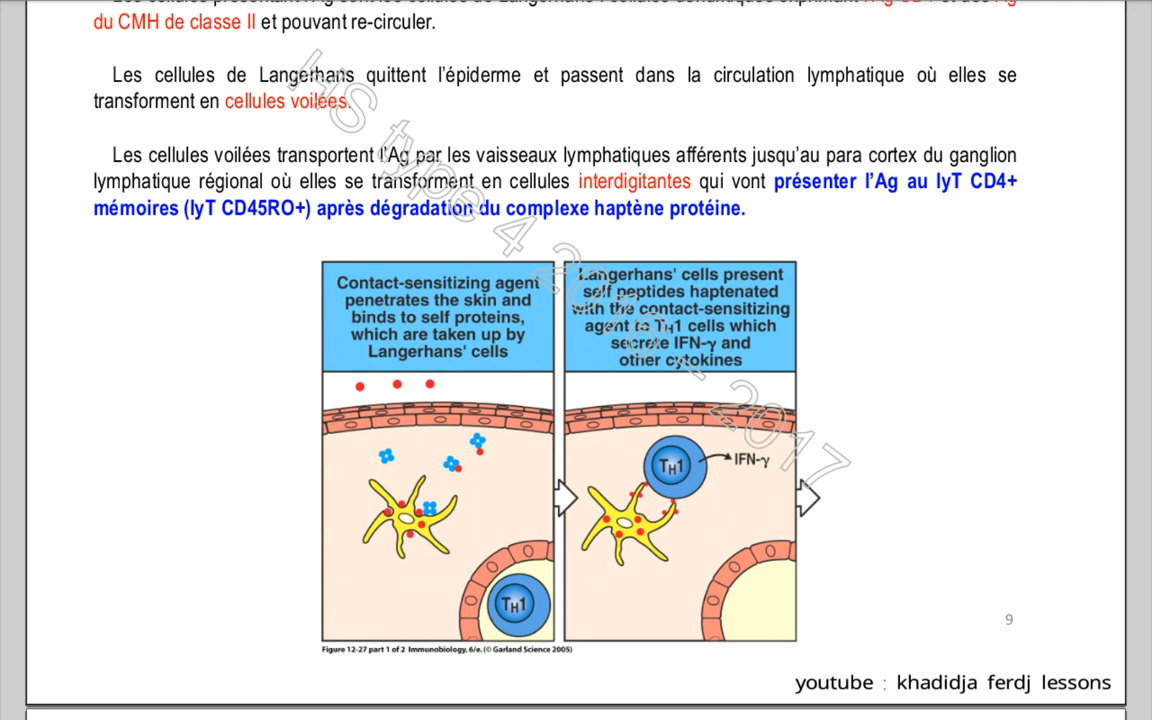 du CMH de classe II et pouvant re-circuler.
Les cellules de Langerhans quittent l'épiderme et passent dans la circulation lymphatique où elles se
transforment en cellules voilées.
Les cellules voilées transportent l'Ag par les vaisseaux lymphatiques afférents jusqu'au para cortex du ganglion
lymphatique régional où elles se transforment en cellules interdigitantes qui vont présenter l'Ag au lyT CD4+
mémoires (lyT CD45RO+) après dégradation du complexe haptène protéine.
HS type 4 2016 - 2017
Contact-sensitizing agent
penetrates the skin and
binds to self proteins,
which are taken up by
Langerhans' cells
Langerhans' cells present
self peptides haptenated
with the contact-sensitizing
agent to TH1 cells which
secrete IFN-γ and
other cytokines
TH1
IFN-γ
TH1
9
Figure 12-27 part 1 of 2 Immunobiology, 6/e. (© Garland Science 2005)
youtube : khadidja ferdj lessons